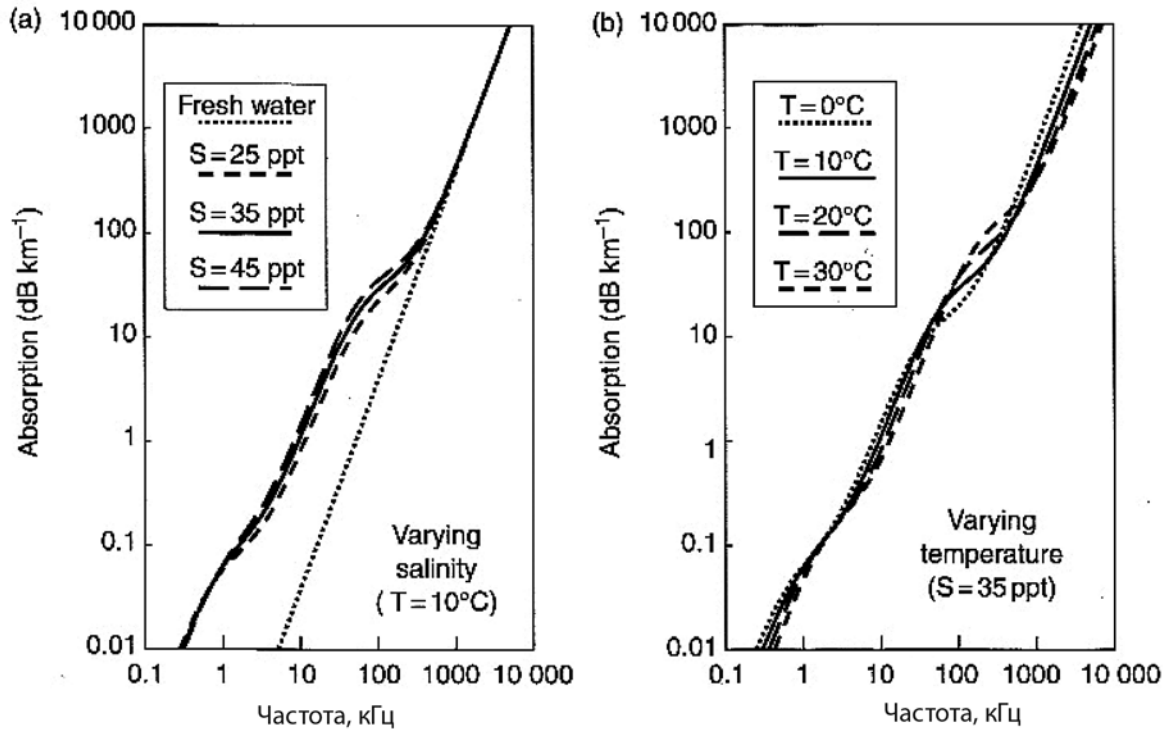 (a)
10 000
1000
100
10
1
0.1
0.01
Absorption (dB km⁻¹)
Fresh water
S=25 ppt
S=35 ppt
S=45 ppt
Varying
salinity
( T=10°C)
0.1 1 10 100 1000 10 000
Частота, кГц
(b)
10 000
1000
100
10
1
0.1
0.01
Absorption (dB km⁻¹)
T=0°C
T=10°C
T=20°C
T=30°C
Varying
temperature
(S=35 ppt)
0.1 1 10 100 1000 10 000
Частота, кГц